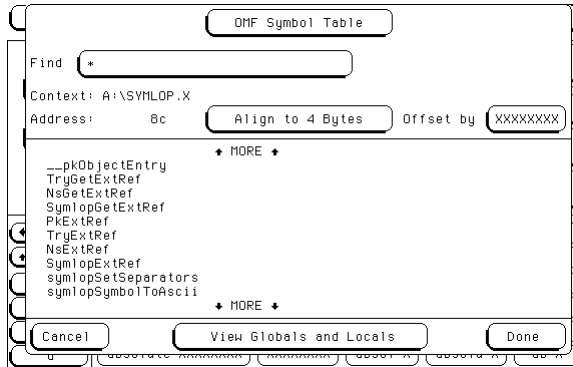 OMF Symbol Table
Find *
Context: A:\SYMLOP.X
Address: 8c Align to 4 Bytes Offset by XXXXXXXX
MORE
__pkObjectEntry
TryGetExtRef
NsGetExtRef
SymlopGetExtRef
PkExtRef
TryExtRef
NsExtRef
SymlopExtRef
symlopSetSeparators
symlopSymbolToAscii
MORE
Cancel View Globals and Locals Done